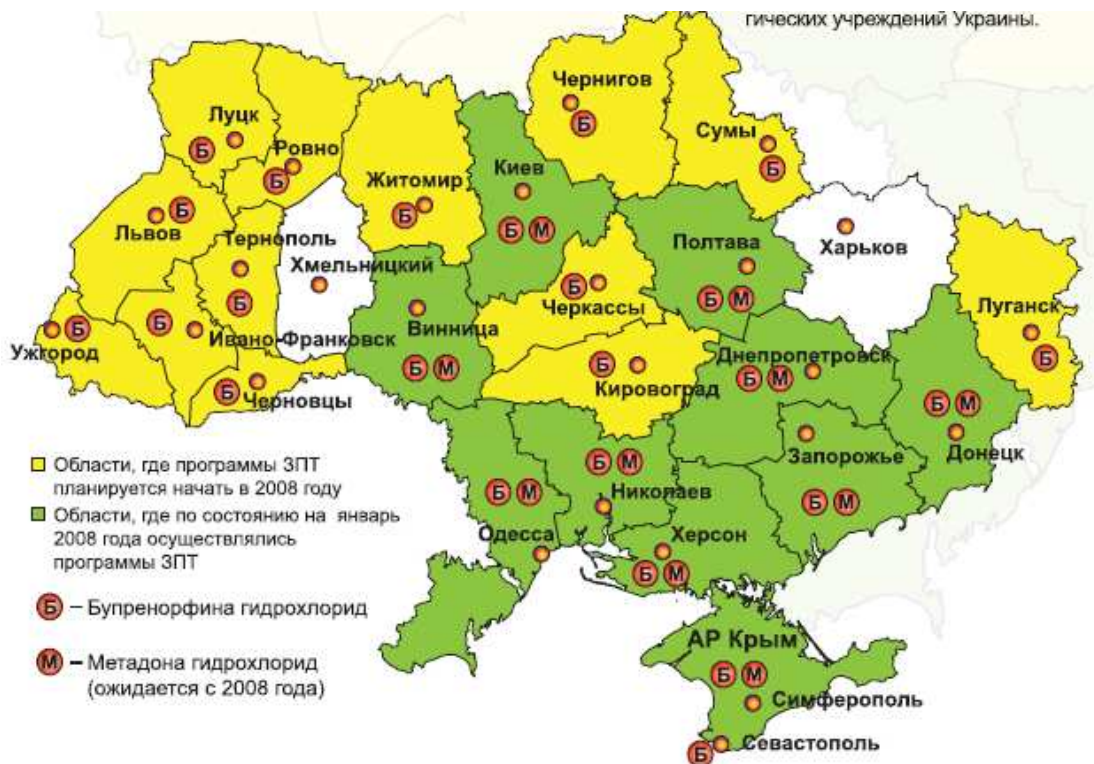 гических учреждений Украины.
Чернигов
Б
Луцк
Б
Сумы
Б
Ровно
Б
Киев
Б М
Житомир
Б
Львов
Б
Тернополь
Б
Хмельницкий
Полтава
Б М
Харьков
Черкассы
Б
Луганск
Б
Ужгород
Б
Ивано-Франковск
Б
Винница
Б М
Кировоград
Б
Днепропетровск
Б М
Черновцы
Б
Донецк
Б М
Запорожье
Б М
Николаев
Б М
Одесса
Б М
Херсон
Б М
АР Крым
Б М
Симферополь
Севастополь
Б
Области, где программы ЗПТ
планируется начать в 2008 году
Области, где по состоянию на январь
2008 года осуществлялись
программы ЗПТ
Б – Бупренорфина гидрохлорид
М – Метадона гидрохлорид
(ожидается с 2008 года)